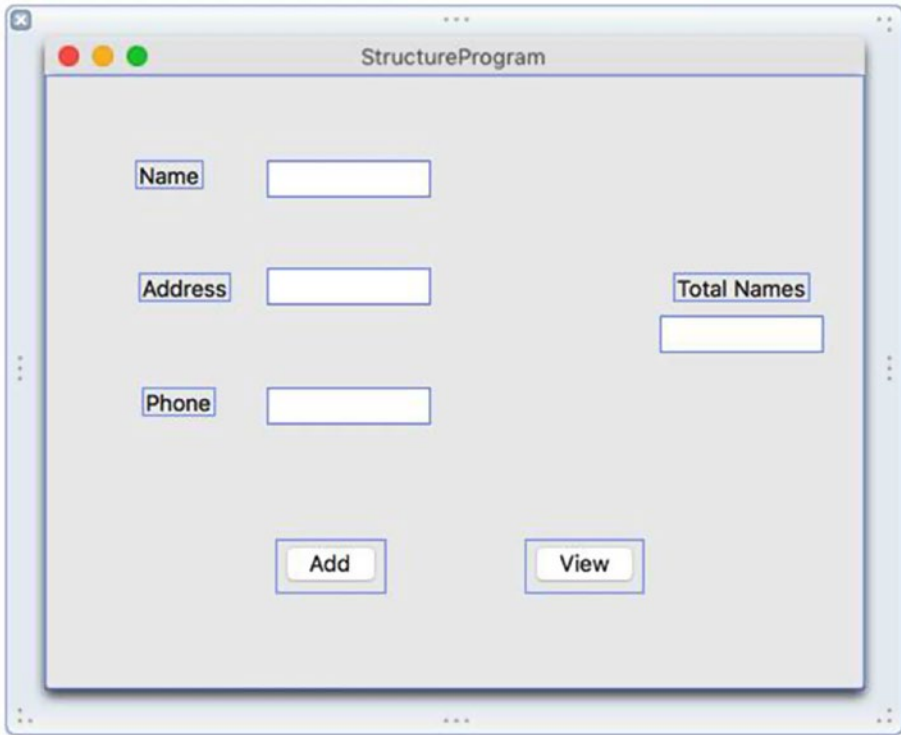 StructureProgram
Name
Address
Total Names
Phone
Add
View